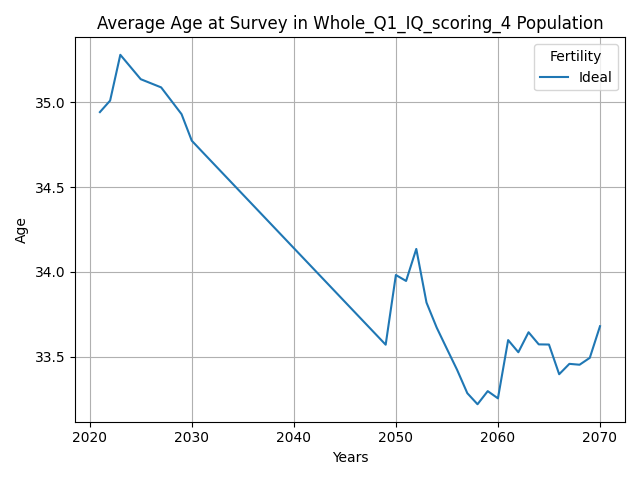 Average Age at Survey in Whole_Q1_IQ_scoring_4 Population
Fertility
Ideal
35.0
34.5
34.0
33.5
Age
2020 2030 2040 2050 2060 2070
Years